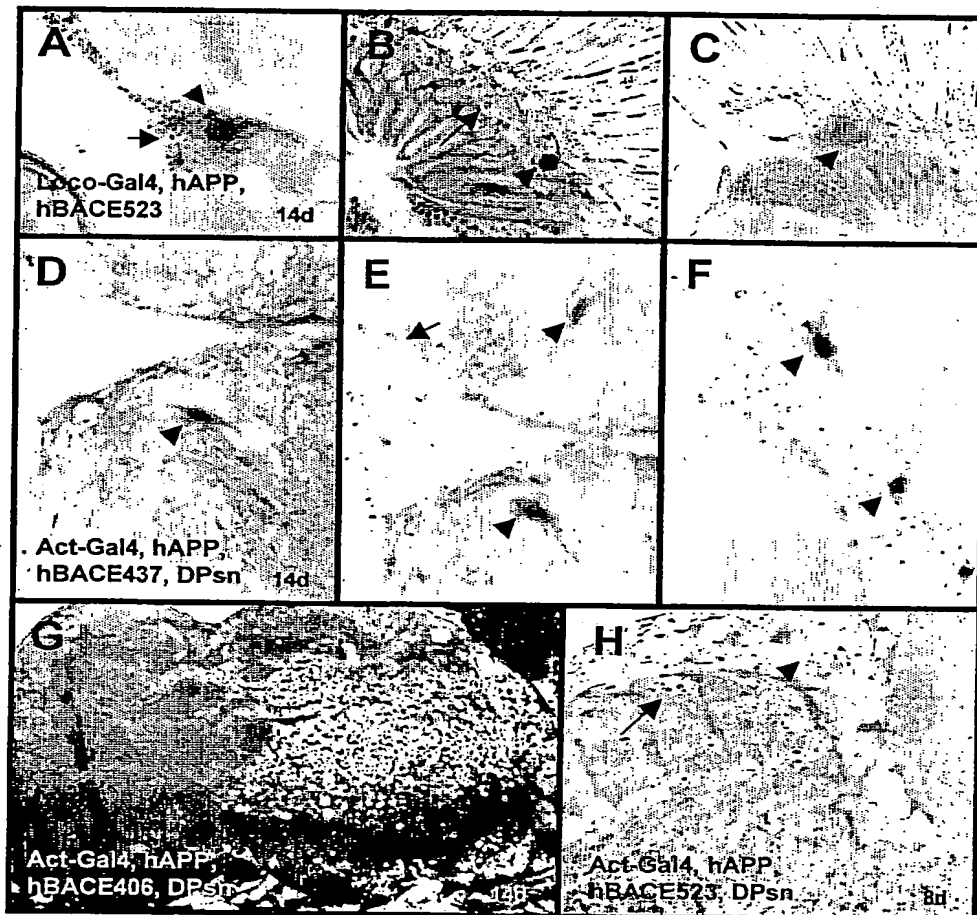 A
B
C
Loco-Gal4, hAPP,
hBACE523
14d
D
E
F
Act-Gal4, hAPP,
hBACE437, DPsn
14d
G
H
Act-Gal4, hAPP,
hBACE406, DPsn
Act-Gal4, hAPP
hBACE523, DPsn
8d